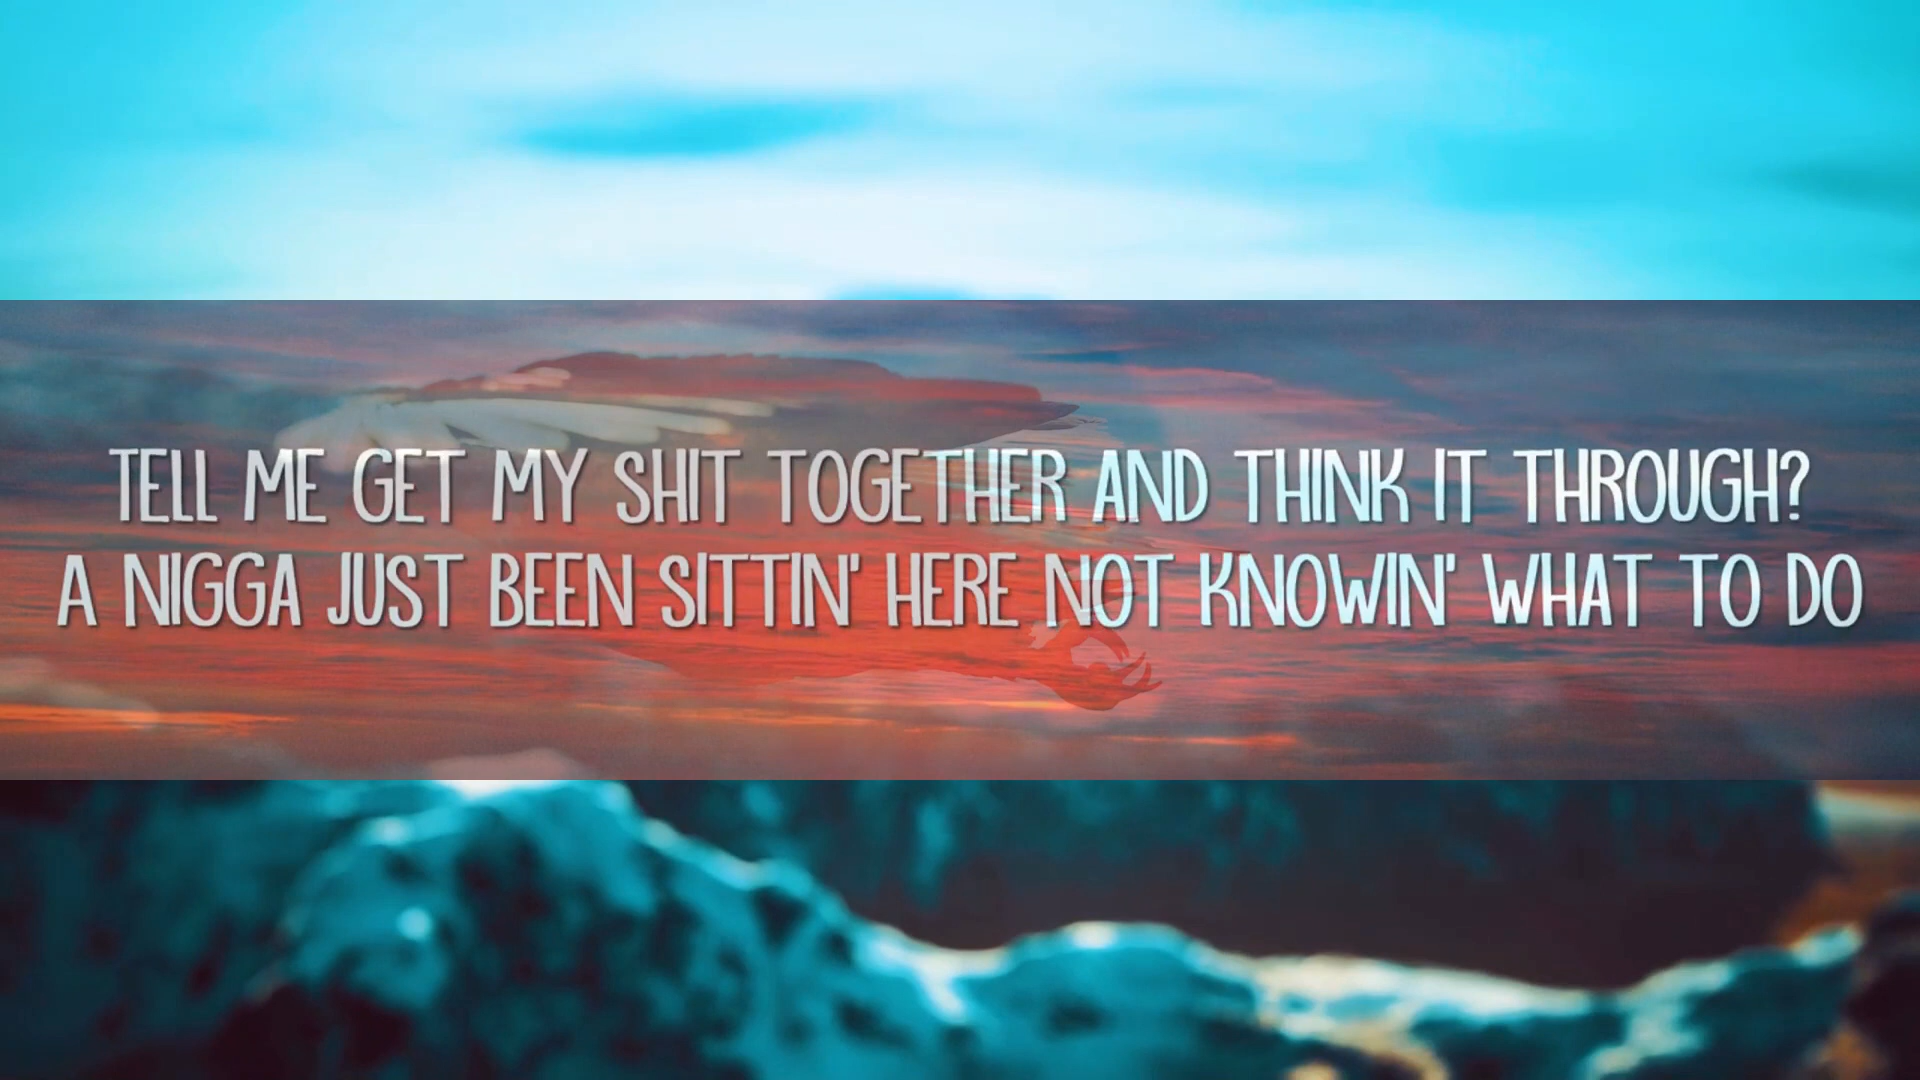 TELL ME GET MY SHIT TOGETHER AND THINK IT THROUGH?
A NIGGA JUST BEEN SITTIN' HERE NOT KNOWIN' WHAT TO DO